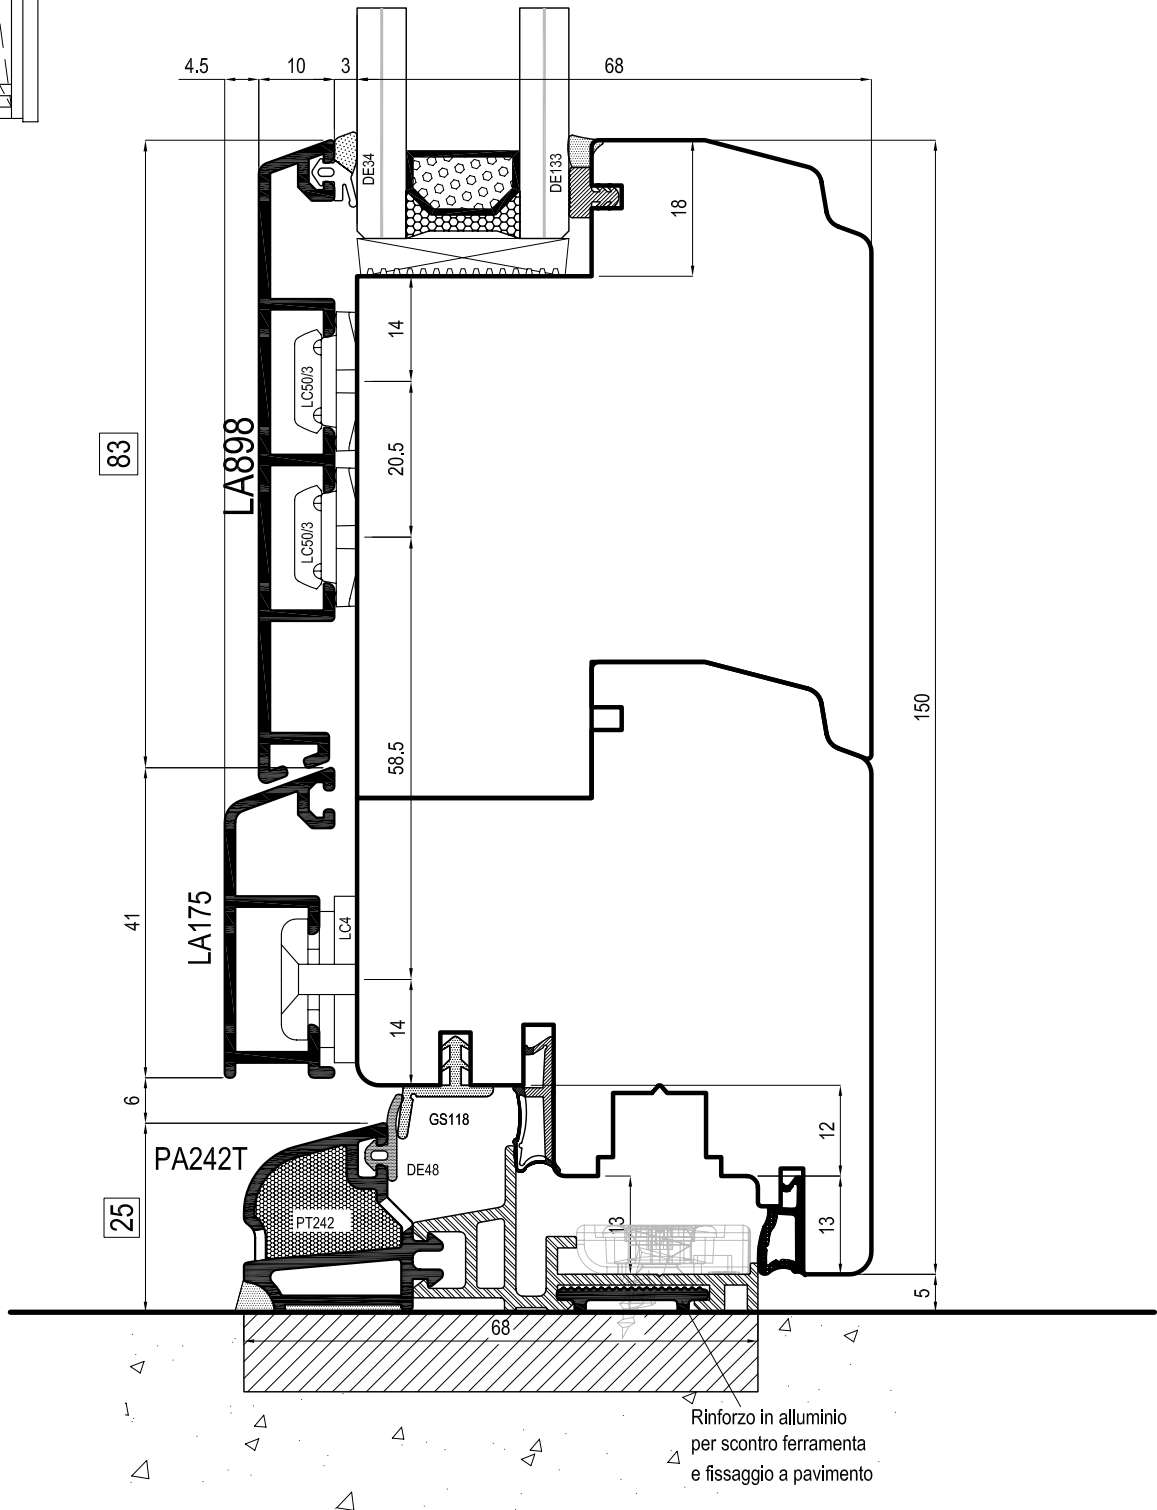 4.5
10
3
68
DE34
DE133
18
14
LC50/3
83
LA898
20.5
LC50/3
150
58.5
41
LA175
LC4
14
6
GS118
12
PA242T
DE48
25
PT242
13
13
5
68
Rinforzo in alluminio
per scontro ferramenta
e fissaggio a pavimento